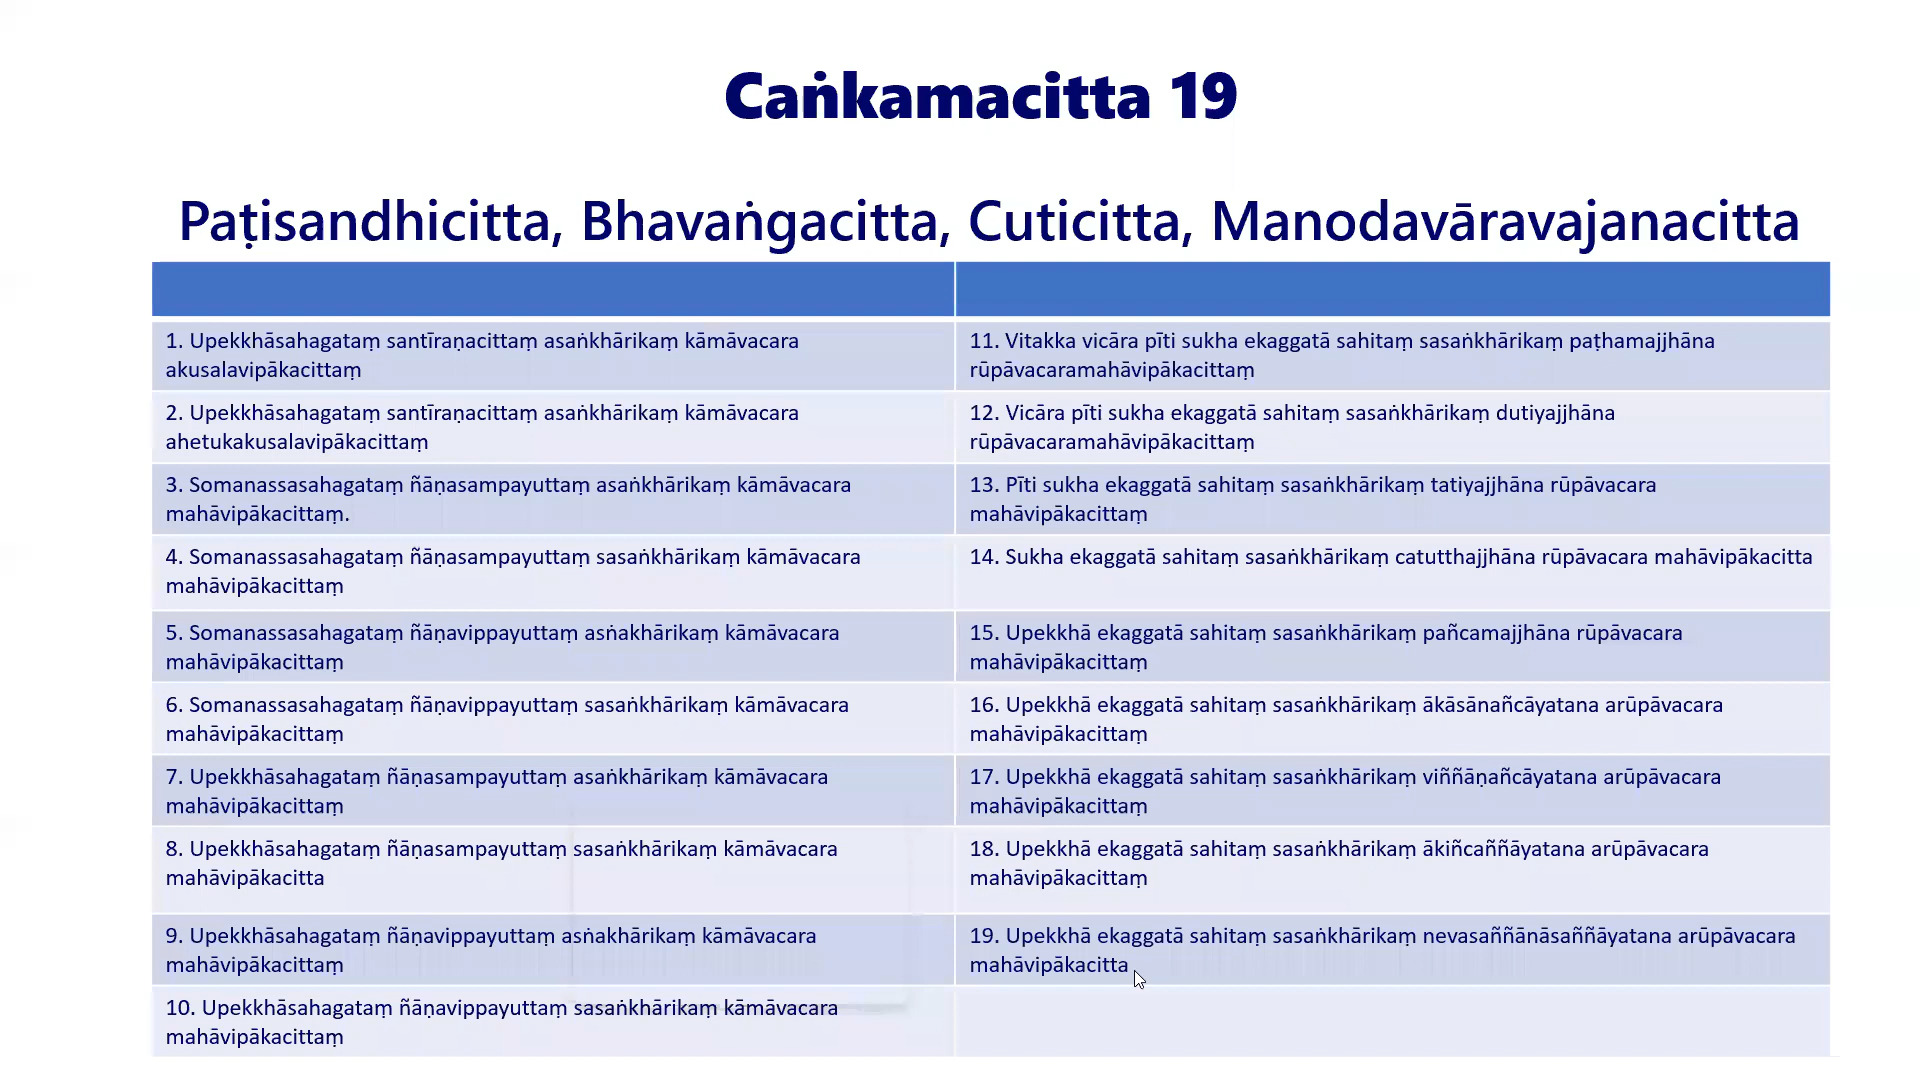 Caṅkamacitta 19
Paṭisandhicitta, Bhavaṅgacitta, Cuticitta, Manodavāravajanacitta
1. Upekkhāsahagataṃ santīraṇacittaṃ asaṅkhārikaṃ kāmāvacara
akusalavipākacittaṃ
2. Upekkhāsahagataṃ santīraṇacittaṃ asaṅkhārikaṃ kāmāvacara
ahetukakusalavipākacittaṃ
3. Somanassasahagataṃ ñāṇasampayuttaṃ asaṅkhārikaṃ kāmāvacara
mahāvipākacittaṃ.
4. Somanassasahagataṃ ñāṇasampayuttaṃ sasaṅkhārikaṃ kāmāvacara
mahāvipākacittaṃ
5. Somanassasahagataṃ ñāṇavippayuttaṃ asṅakhārikaṃ kāmāvacara
mahāvipākacittaṃ
6. Somanassasahagataṃ ñāṇavippayuttaṃ sasaṅkhārikaṃ kāmāvacara
mahāvipākacittaṃ
7. Upekkhāsahagataṃ ñāṇasampayuttaṃ asaṅkhārikaṃ kāmāvacara
mahāvipākacittaṃ
8. Upekkhāsahagataṃ ñāṇasampayuttaṃ sasaṅkhārikaṃ kāmāvacara
mahāvipākacitta
9. Upekkhāsahagataṃ ñāṇavippayuttaṃ asṅakhārikaṃ kāmāvacara
mahāvipākacittaṃ
10. Upekkhāsahagataṃ ñāṇavippayuttaṃ sasaṅkhārikaṃ kāmāvacara
mahāvipākacittaṃ
11. Vitakka vicāra pīti sukha ekaggatā sahitaṃ sasaṅkhārikaṃ paṭhamajjhāna
rūpāvacaramahāvipākacittaṃ
12. Vicāra pīti sukha ekaggatā sahitaṃ sasaṅkhārikaṃ dutiyajjhāna
rūpāvacaramahāvipākacittaṃ
13. Pīti sukha ekaggatā sahitaṃ sasaṅkhārikaṃ tatiyajjhāna rūpāvacara
mahāvipākacittaṃ
14. Sukha ekaggatā sahitaṃ sasaṅkhārikaṃ catutthajjhāna rūpāvacara mahāvipākacitta
15. Upekkhā ekaggatā sahitaṃ sasaṅkhārikaṃ pañcamajjhāna rūpāvacara
mahāvipākacittaṃ
16. Upekkhā ekaggatā sahitaṃ sasaṅkhārikaṃ ākāsānañcāyatana arūpāvacara
mahāvipākacittaṃ
17. Upekkhā ekaggatā sahitaṃ sasaṅkhārikaṃ viññāṇañcāyatana arūpāvacara
mahāvipākacittaṃ
18. Upekkhā ekaggatā sahitaṃ sasaṅkhārikaṃ ākiñcaññāyatana arūpāvacara
mahāvipākacittaṃ
19. Upekkhā ekaggatā sahitaṃ sasaṅkhārikaṃ nevasaññānāsaññāyatana arūpāvacara
mahāvipākacitta